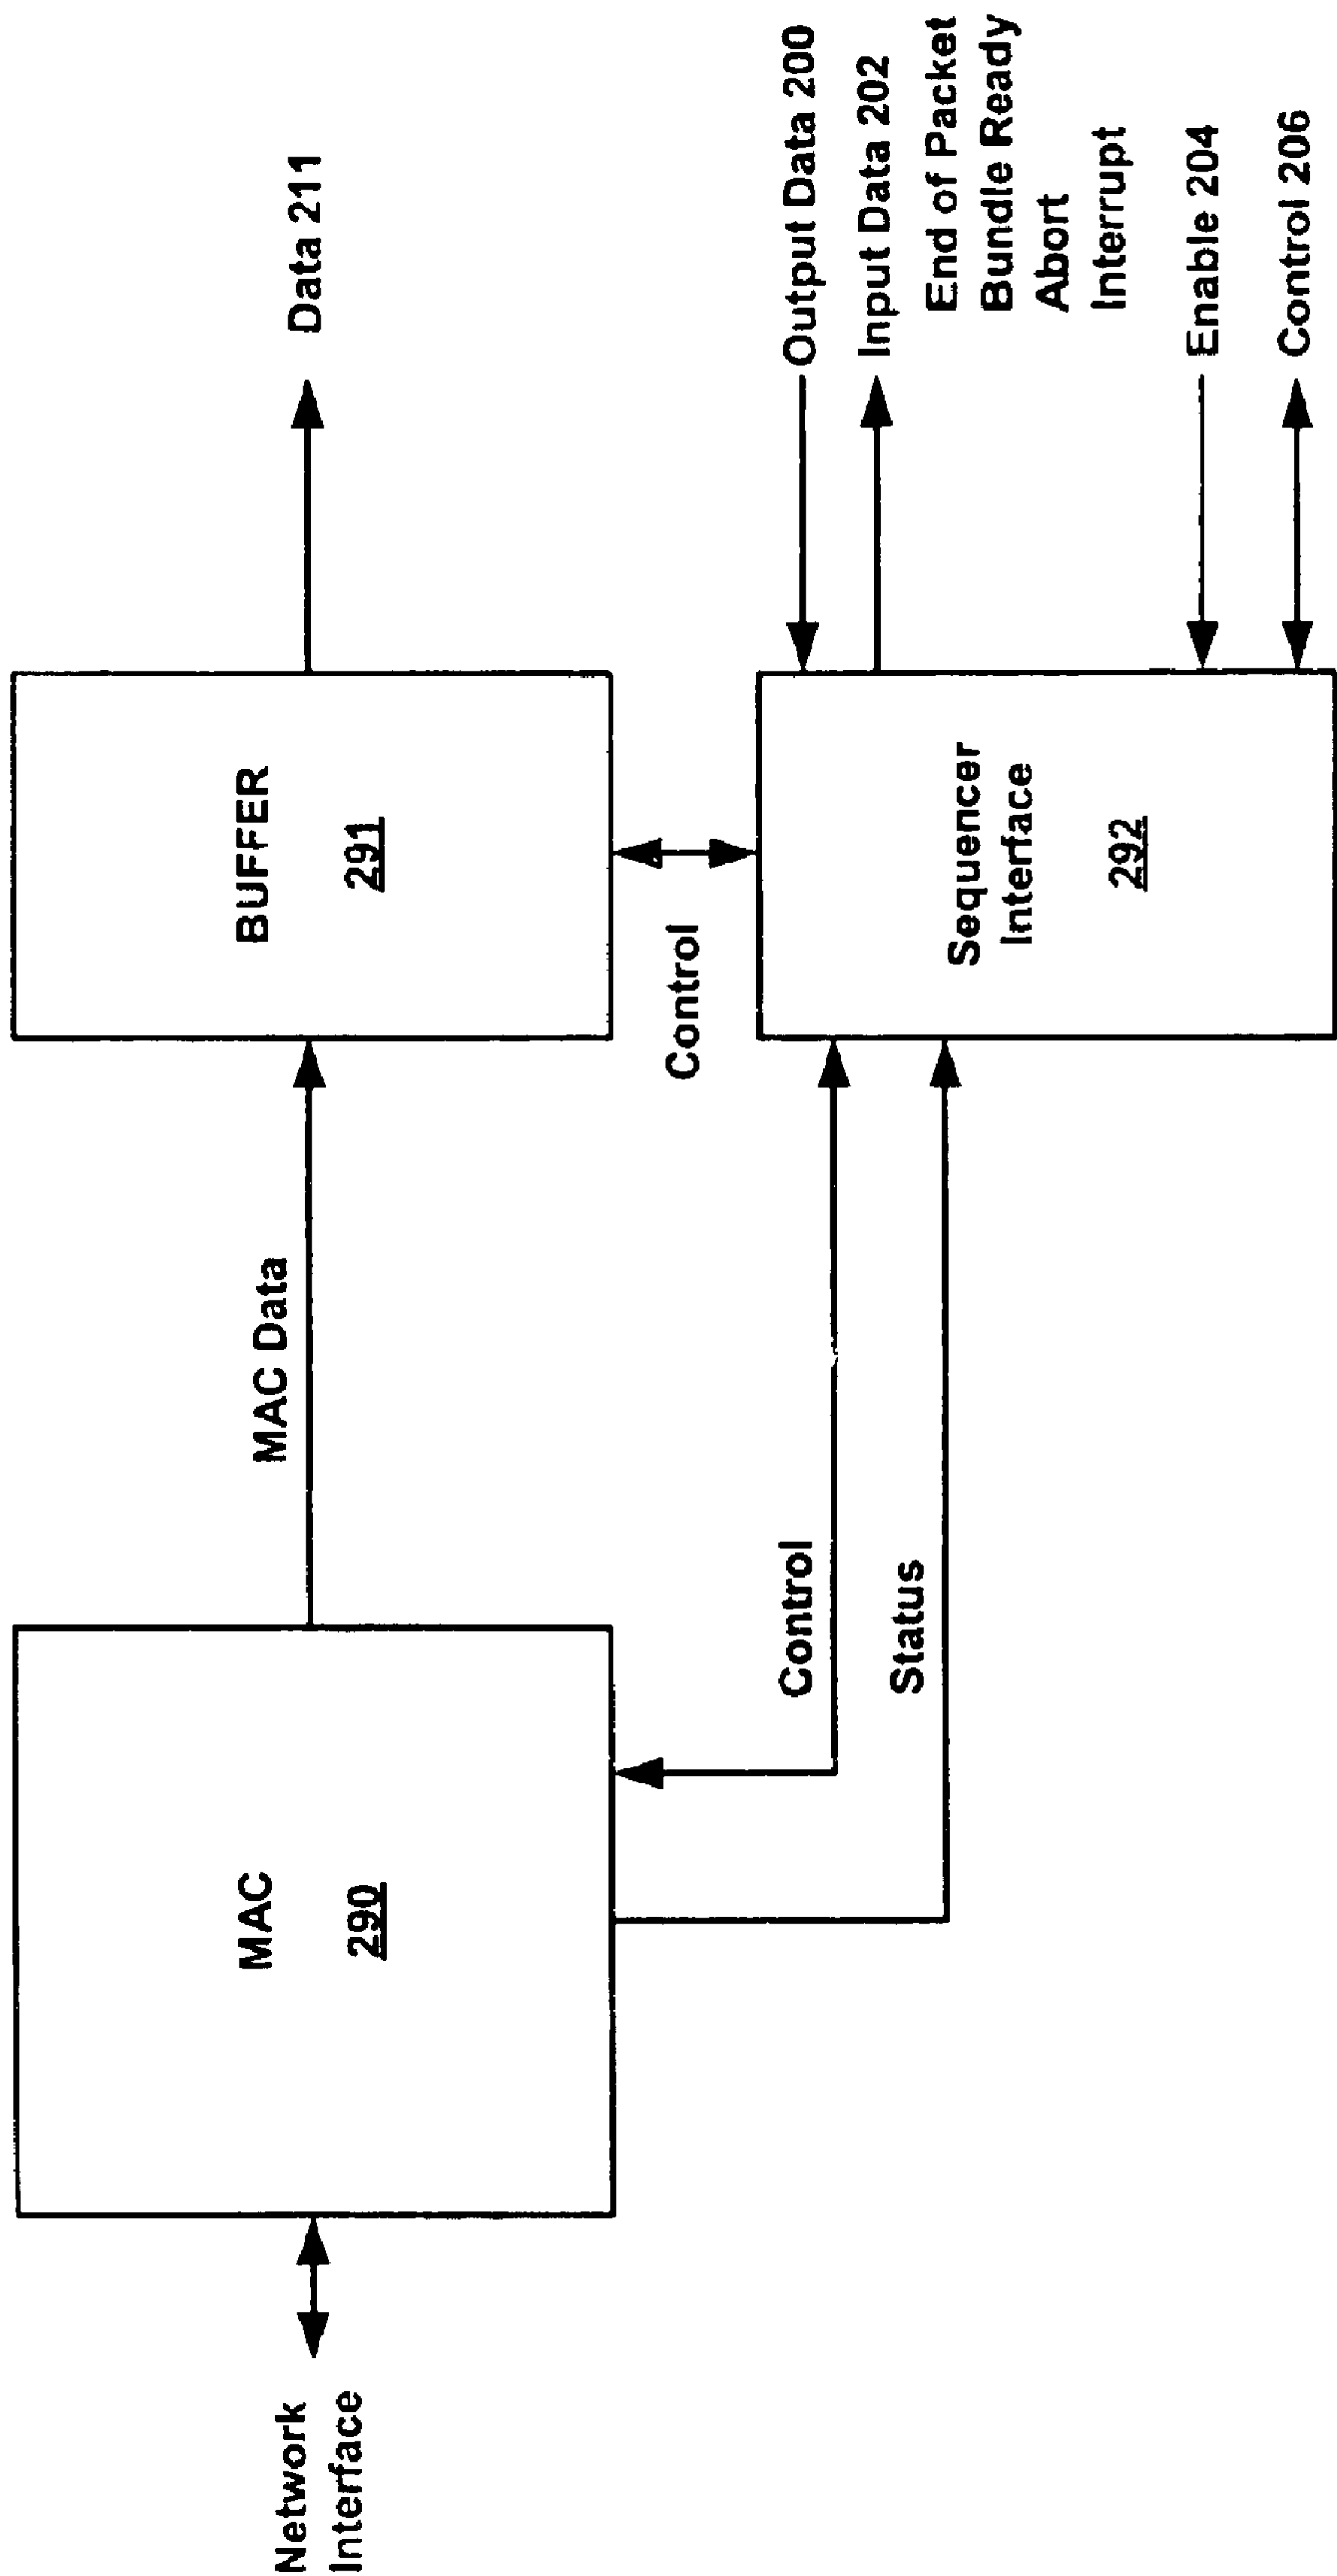 Network
Interface
MAC
290
MAC Data
BUFFER
291
Data 211
Control
Status
Control
Sequencer
Interface
292
Output Data 200
Input Data 202
End of Packet
Bundle Ready
Abort
Interrupt
Enable 204
Control 206